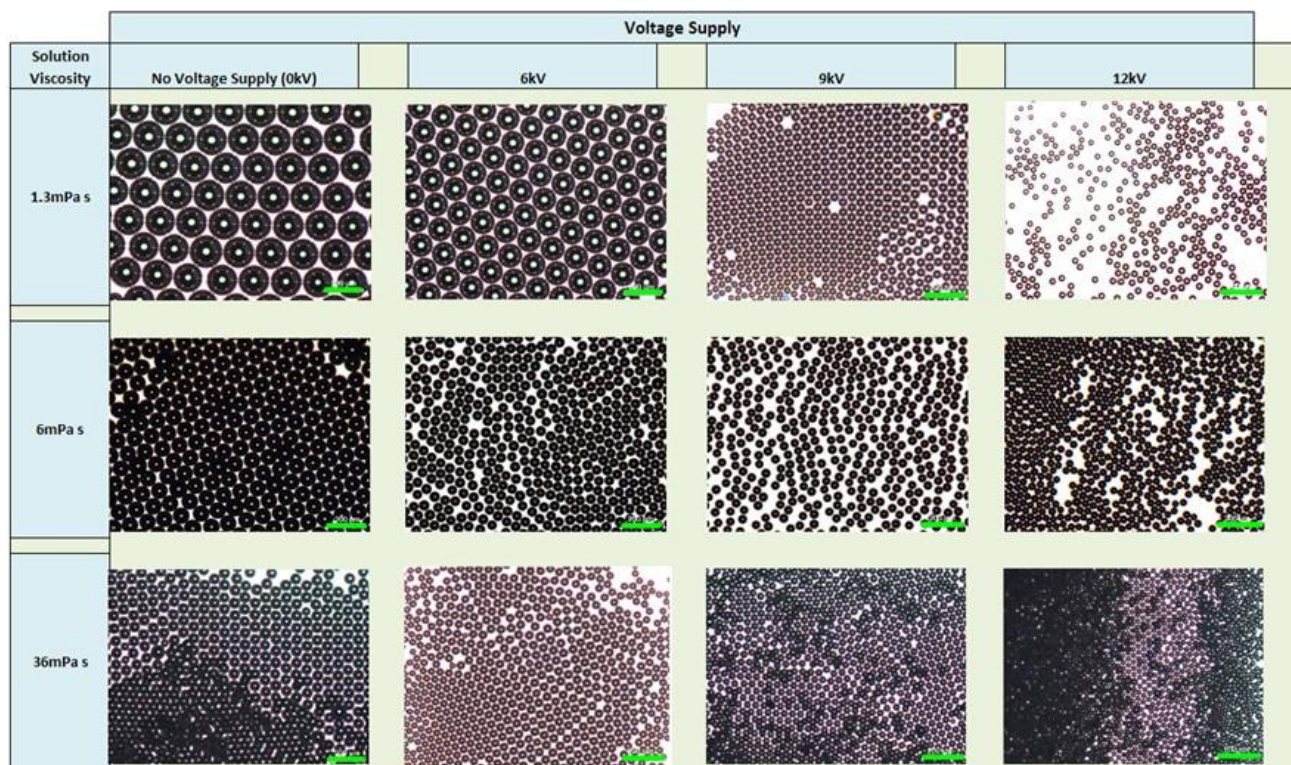 Voltage Supply
Solution Viscosity
No Voltage Supply (0kV)
6kV
9kV
12kV
1.3mPa s
6mPa s
36mPa s